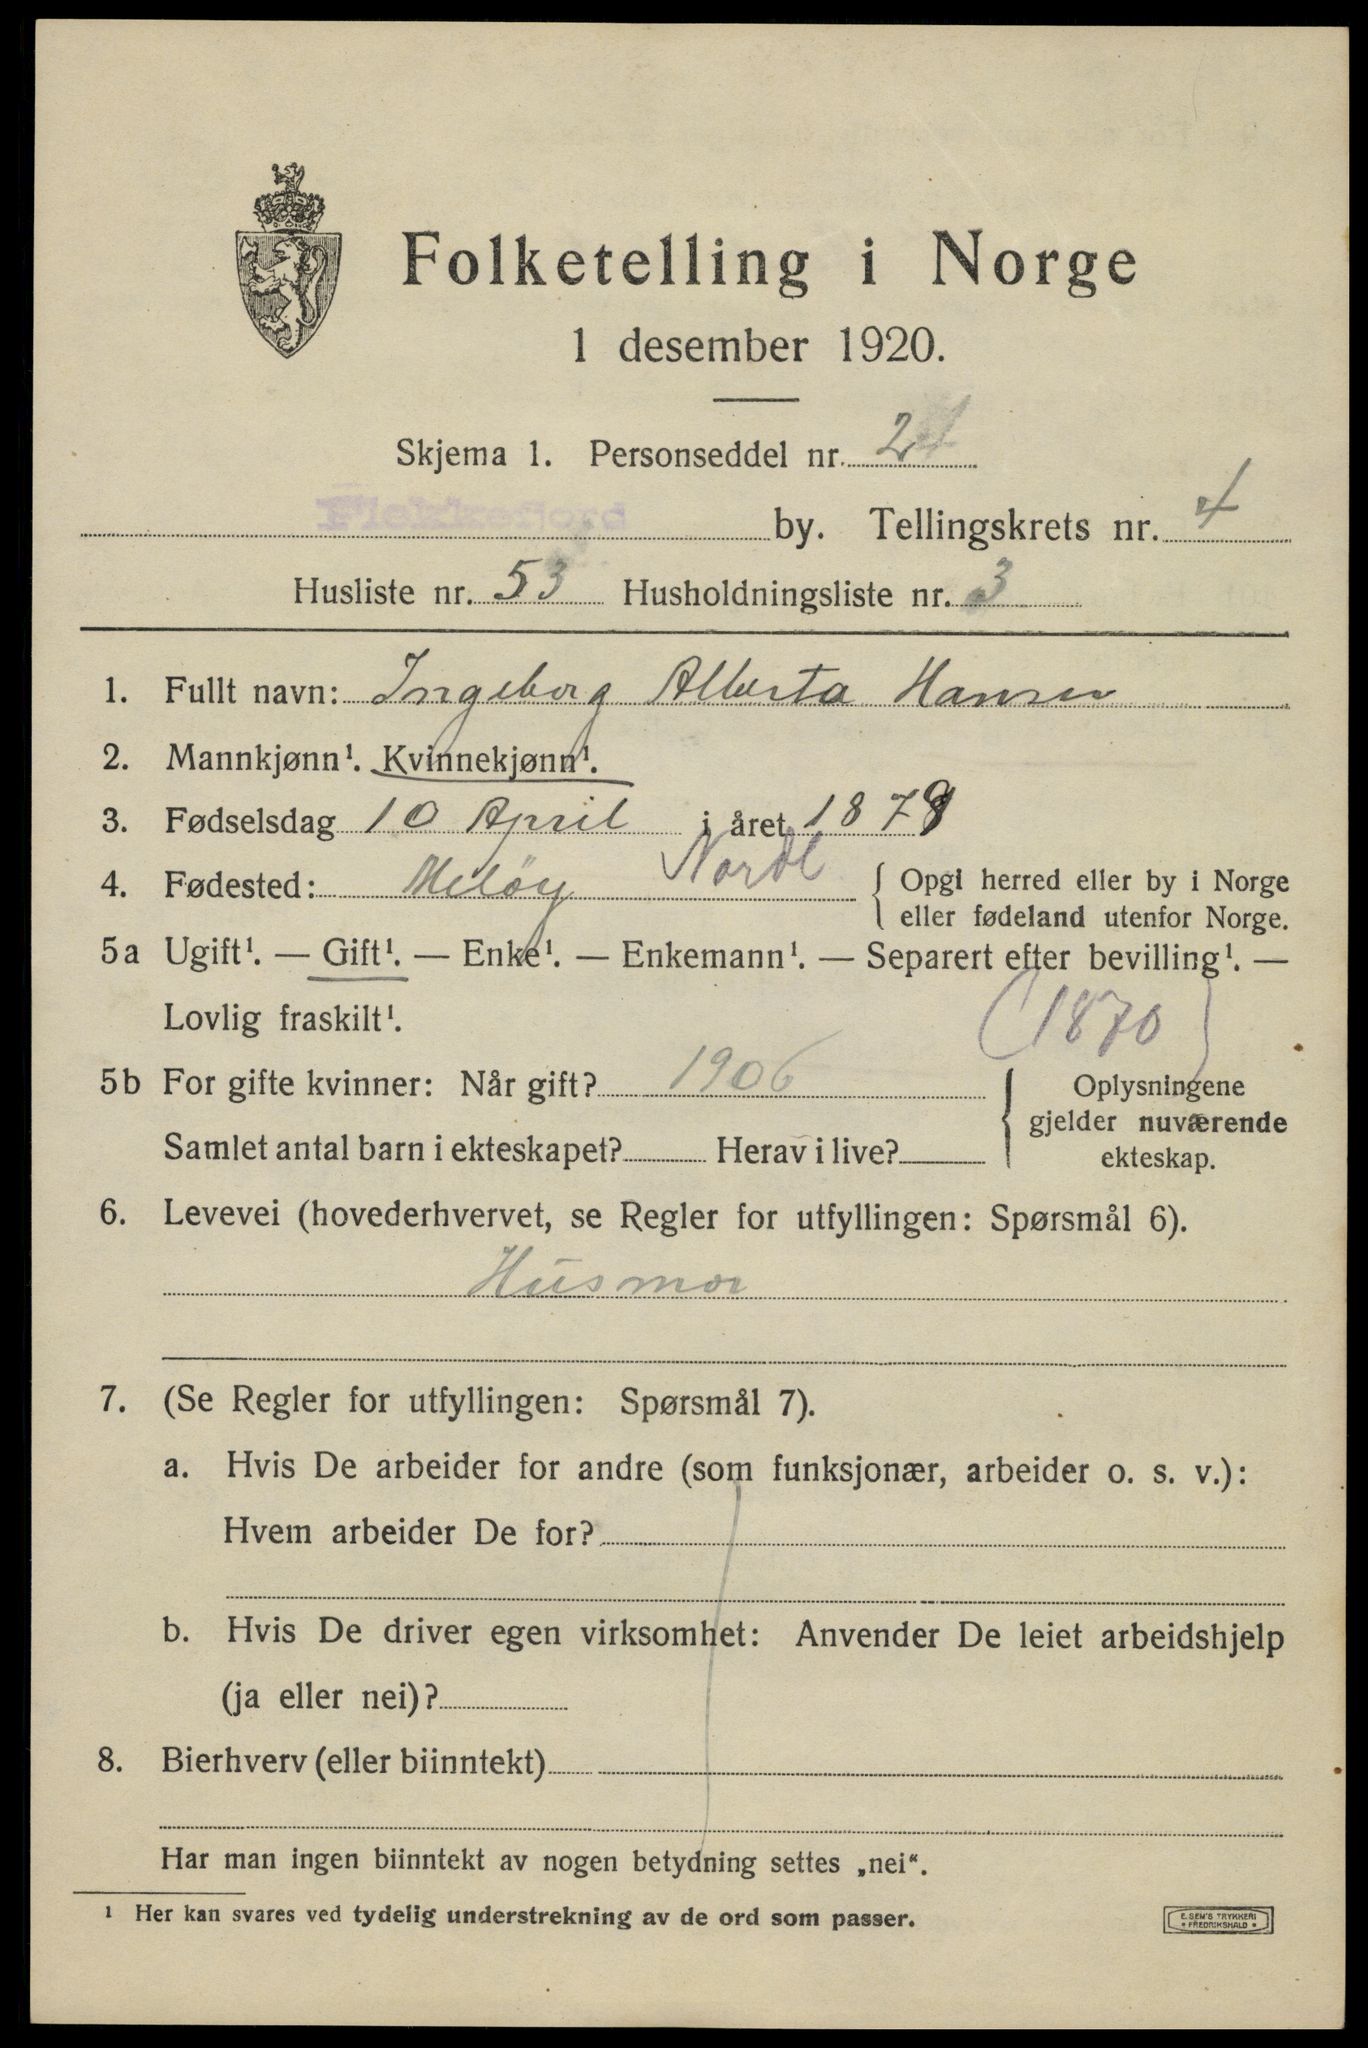 Folketelling i Norge
1 desember 1920.
Skjema 1. Personseddel nr. 2
Flekkefjord by. Tellingskrets nr. 4
Husliste nr. 53 Husholdningsliste nr. 3
1. Fullt navn: Ingeborg Alberta Hansen
2. Mannkjønn¹. Kvinnekjønn¹.
3. Fødselsdag 10 April i året 1879
4. Fødested: Meløy Nordl { Opgi herred eller by i Norge
eller fødeland utenfor Norge.
5a Ugift¹. — Gift¹. — Enke¹. — Enkemann¹. — Separert efter bevilling¹. —
Lovlig fraskilt¹.
(1870)
5b For gifte kvinner: Når gift? 1906 { Oplysningene
gjelder nuværende
Samlet antal barn i ekteskapet? Herav i live?
ekteskap.
6. Levevei (hovederhvervet, se Regler for utfyllingen: Spørsmål 6).
Husmor
7. (Se Regler for utfyllingen: Spørsmål 7).
a. Hvis De arbeider for andre (som funksjonær, arbeider o. s. v.):
Hvem arbeider De for?
b. Hvis De driver egen virksomhet: Anvender De leiet arbeidshjelp
(ja eller nei)?
8. Bierhverv (eller biinntekt)
Har man ingen biinntekt av nogen betydning settes „nei“.
¹ Her kan svares ved tydelig understrekning av de ord som passer.
E. SEM'S TRYKKERI
• FREDRIKSHALD •